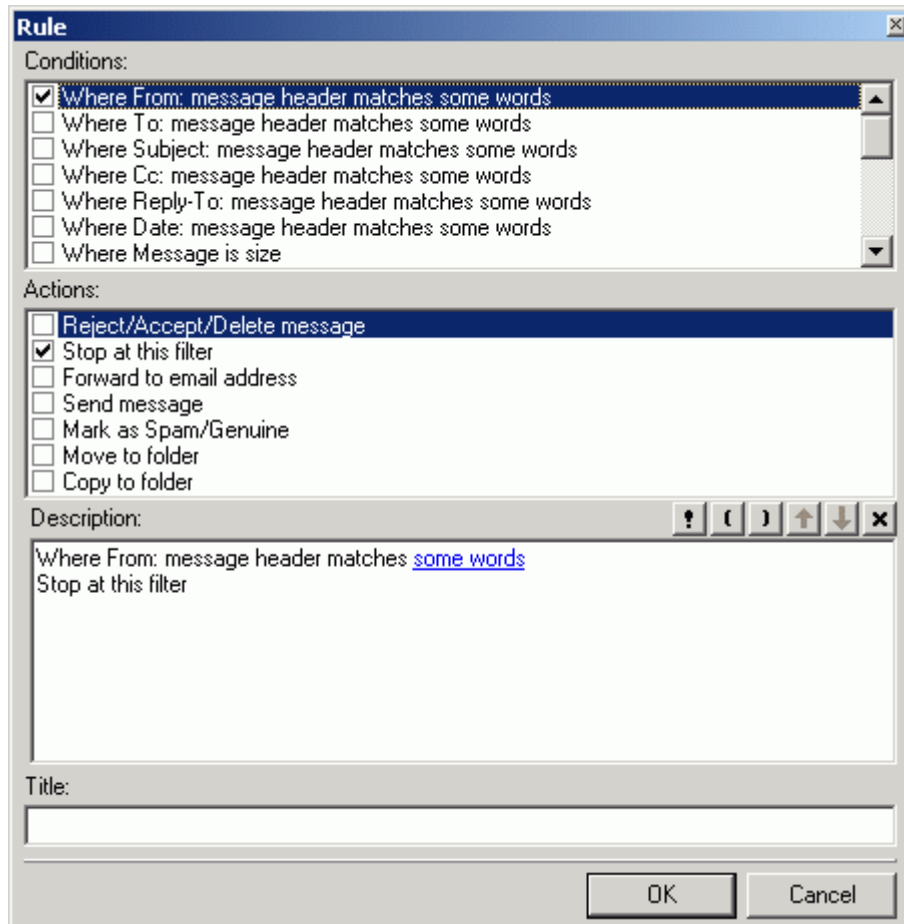 Rule
Conditions:
Where From: message header matches some words
Where To: message header matches some words
Where Subject: message header matches some words
Where Cc: message header matches some words
Where Reply-To: message header matches some words
Where Date: message header matches some words
Where Message is size
Actions:
Reject/Accept/Delete message
Stop at this filter
Forward to email address
Send message
Mark as Spam/Genuine
Move to folder
Copy to folder
Description: ! ( )
Where From: message header matches some words
Stop at this filter
Title:
OK Cancel